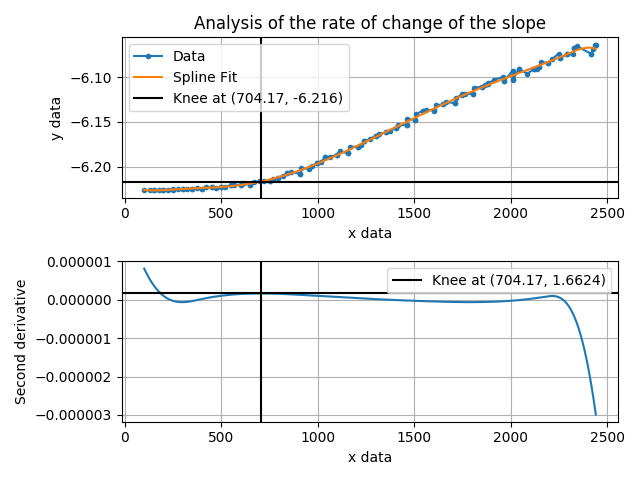 Analysis of the rate of change of the slope
Data
Spline Fit
Knee at (704.17, -6.216)
−6.10
−6.15
−6.20
y data
0 500 1000 1500 2000 2500
x data
Knee at (704.17, 1.6624)
0.000001
0.000000
−0.000001
−0.000002
−0.000003
Second derivative
0 500 1000 1500 2000 2500
x data